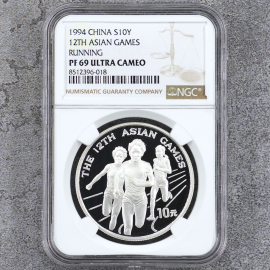 1994 CHINA S10Y
12TH ASIAN GAMES
RUNNING
PF 69 ULTRA CAMEO
8512396-018
NUMISMATIC GUARANTY COMPANY
NGC
THE 12TH ASIAN GAMES
10元